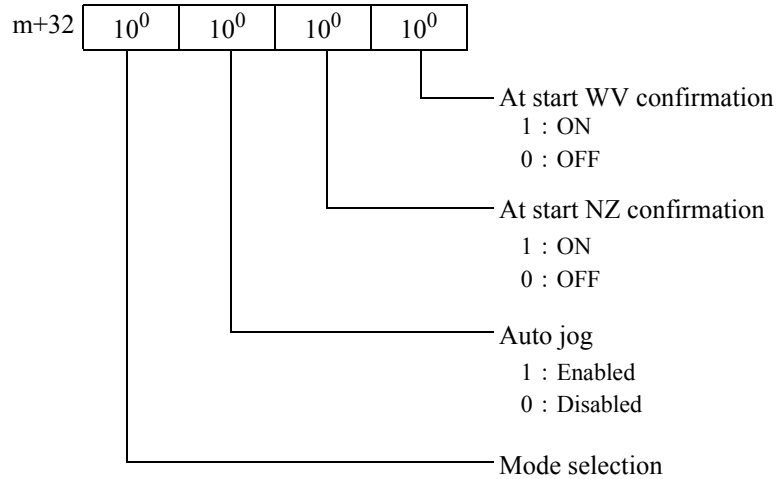 m+32 10⁰ 10⁰ 10⁰ 10⁰
At start WV confirmation
1 : ON
0 : OFF
At start NZ confirmation
1 : ON
0 : OFF
Auto jog
1 : Enabled
0 : Disabled
Mode selection